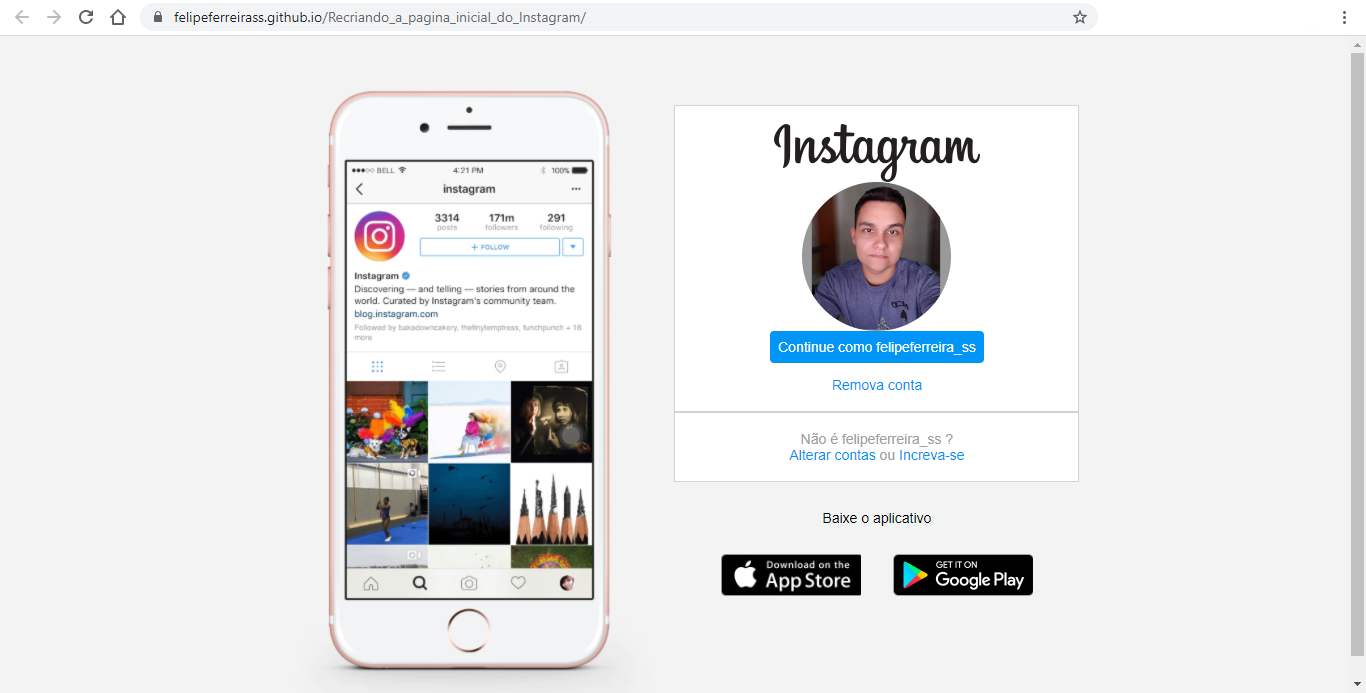 felipeferreirass.github.io/Recriando_a_pagina_inicial_do_Instagram/
BELL 4:21 PM 100%
instagram
3314 171m 291
posts followers following
+ FOLLOW
Instagram
Discovering — and telling — stories from around the
world. Curated by Instagram's community team.
blog.instagram.com
Followed by bakadowncakery, thetinytemptrass, funchpunch + 18
more
Instagram
Continue como felipeferreira_ss
Remova conta
Não é felipeferreira_ss ?
Alterar contas ou Increva-se
Baixe o aplicativo
Download on the
App Store
GET IT ON
Google Play